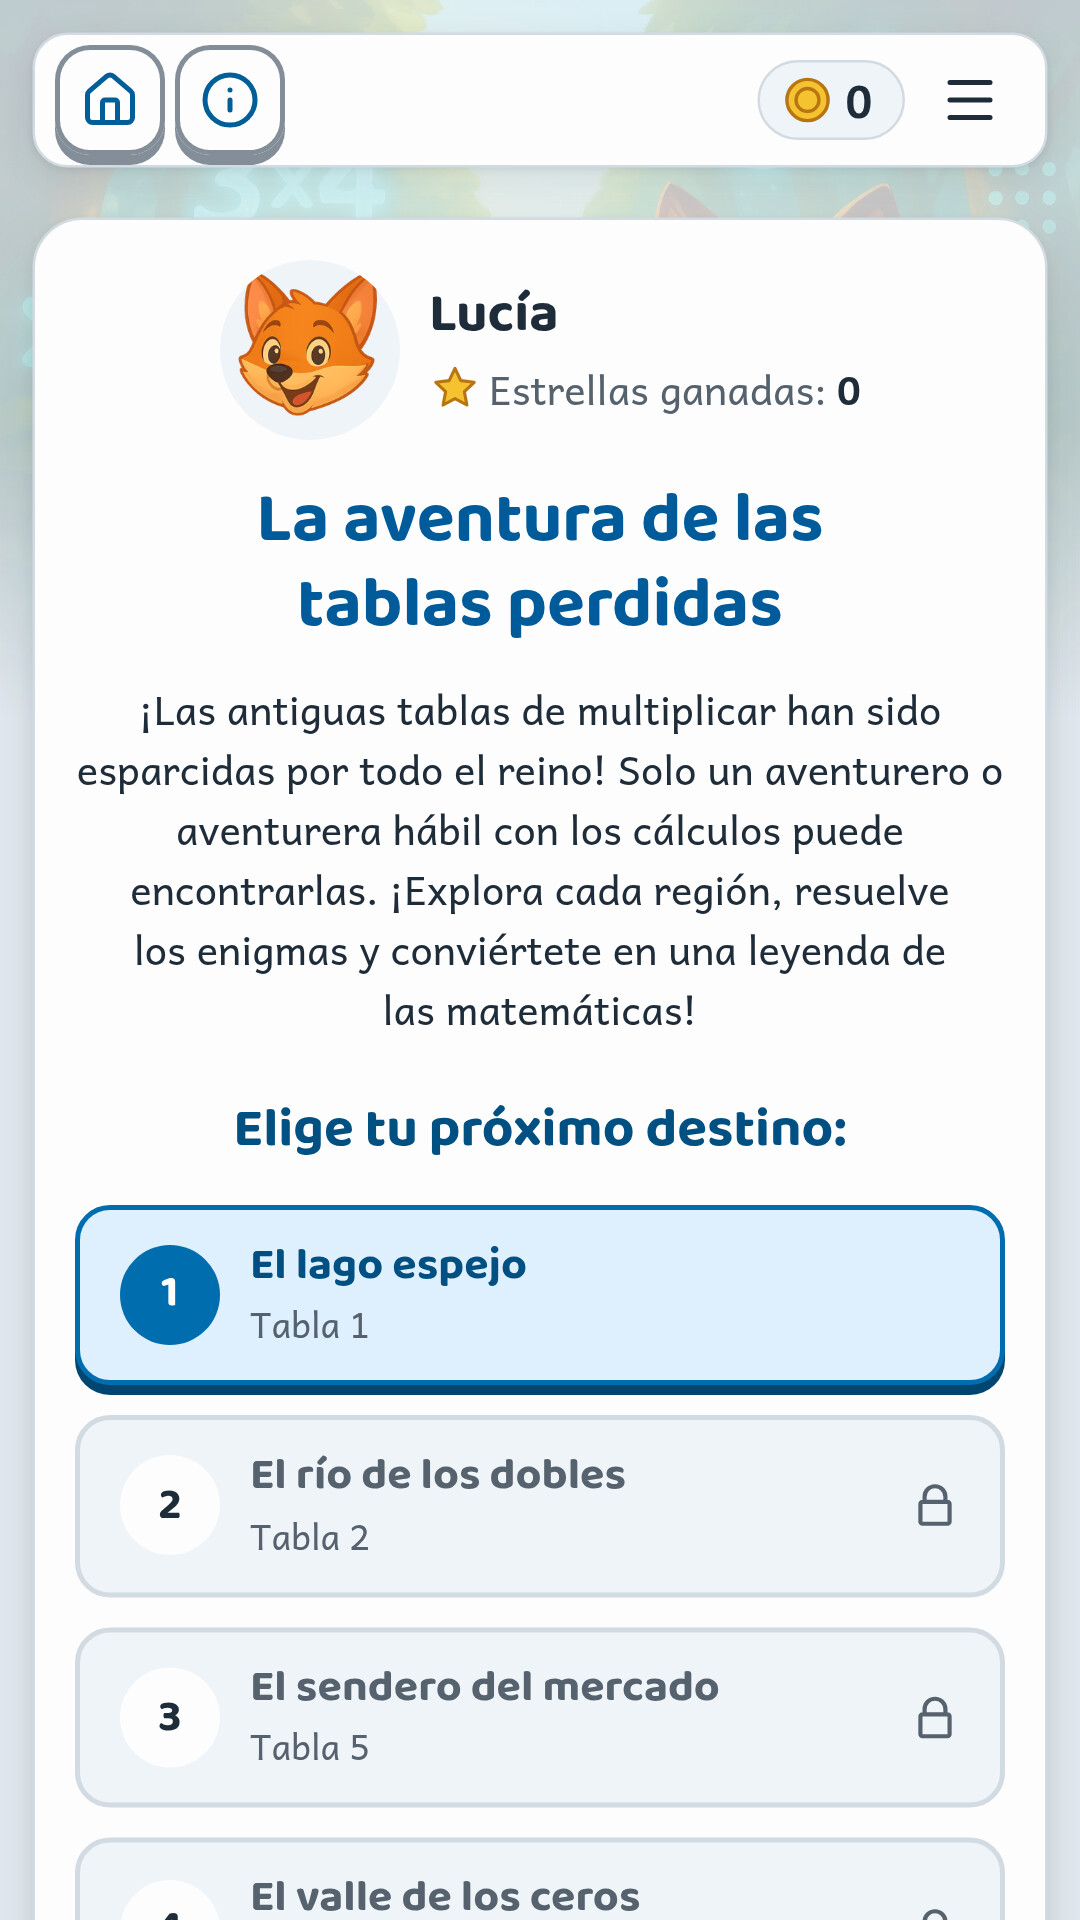 0
3×4
Lucía
Estrellas ganadas: 0
La aventura de las
tablas perdidas
¡Las antiguas tablas de multiplicar han sido
esparcidas por todo el reino! Solo un aventurero o
aventurera hábil con los cálculos puede
encontrarlas. ¡Explora cada región, resuelve
los enigmas y conviértete en una leyenda de
las matemáticas!
Elige tu próximo destino:
1
El lago espejo
Tabla 1
2
El río de los dobles
Tabla 2
3
El sendero del mercado
Tabla 5
El valle de los ceros